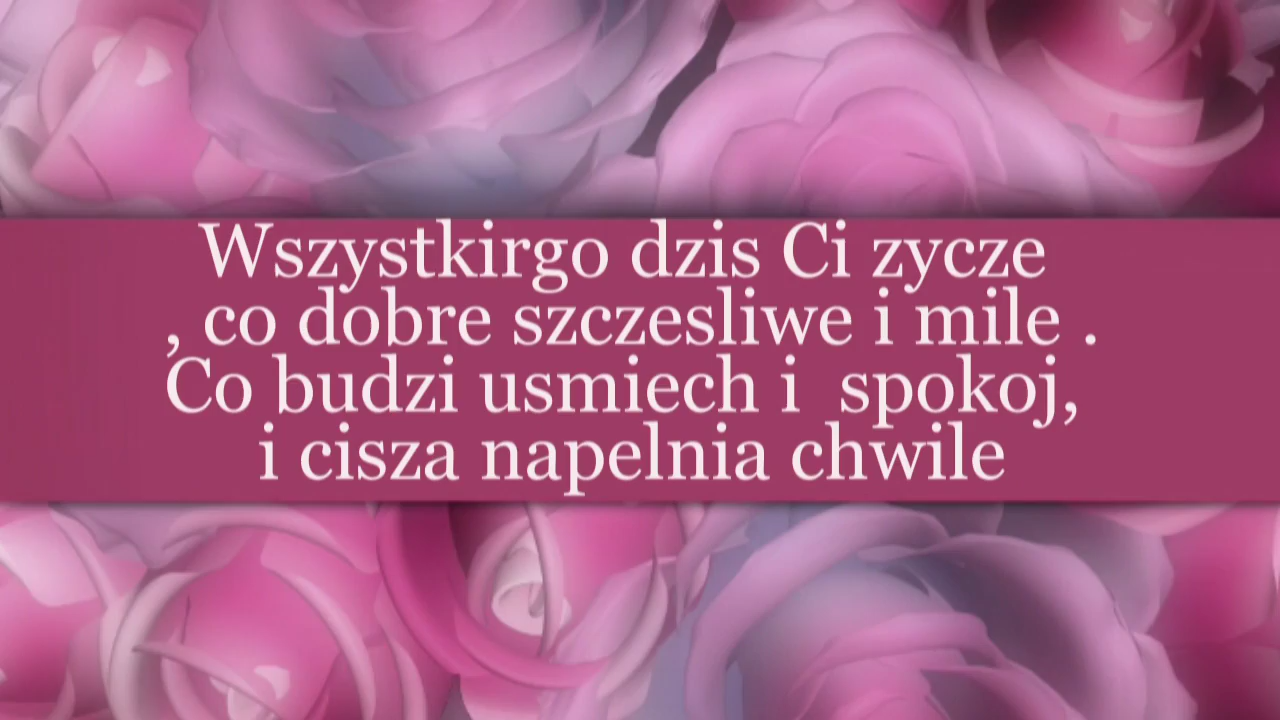 Wszystkirgo dzis Ci zycze
, co dobre szczesliwe i mile .
Co budzi usmiech i  spokoj,
i cisza napelnia chwile